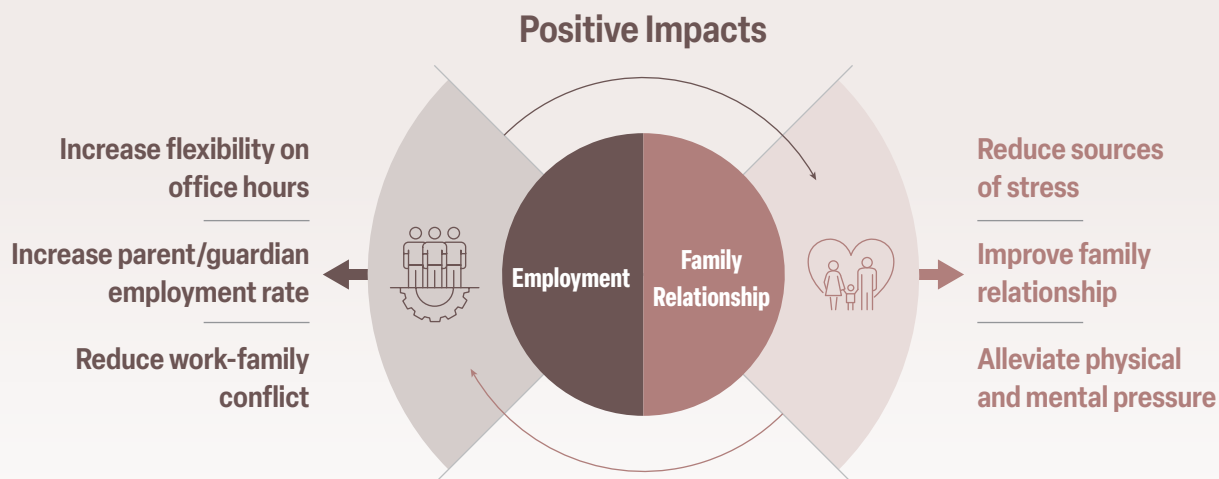 Positive Impacts
Increase flexibility on
office hours
Increase parent/guardian
employment rate
Reduce work-family
conflict
Employment
Family
Relationship
Reduce sources
of stress
Improve family
relationship
Alleviate physical
and mental pressure